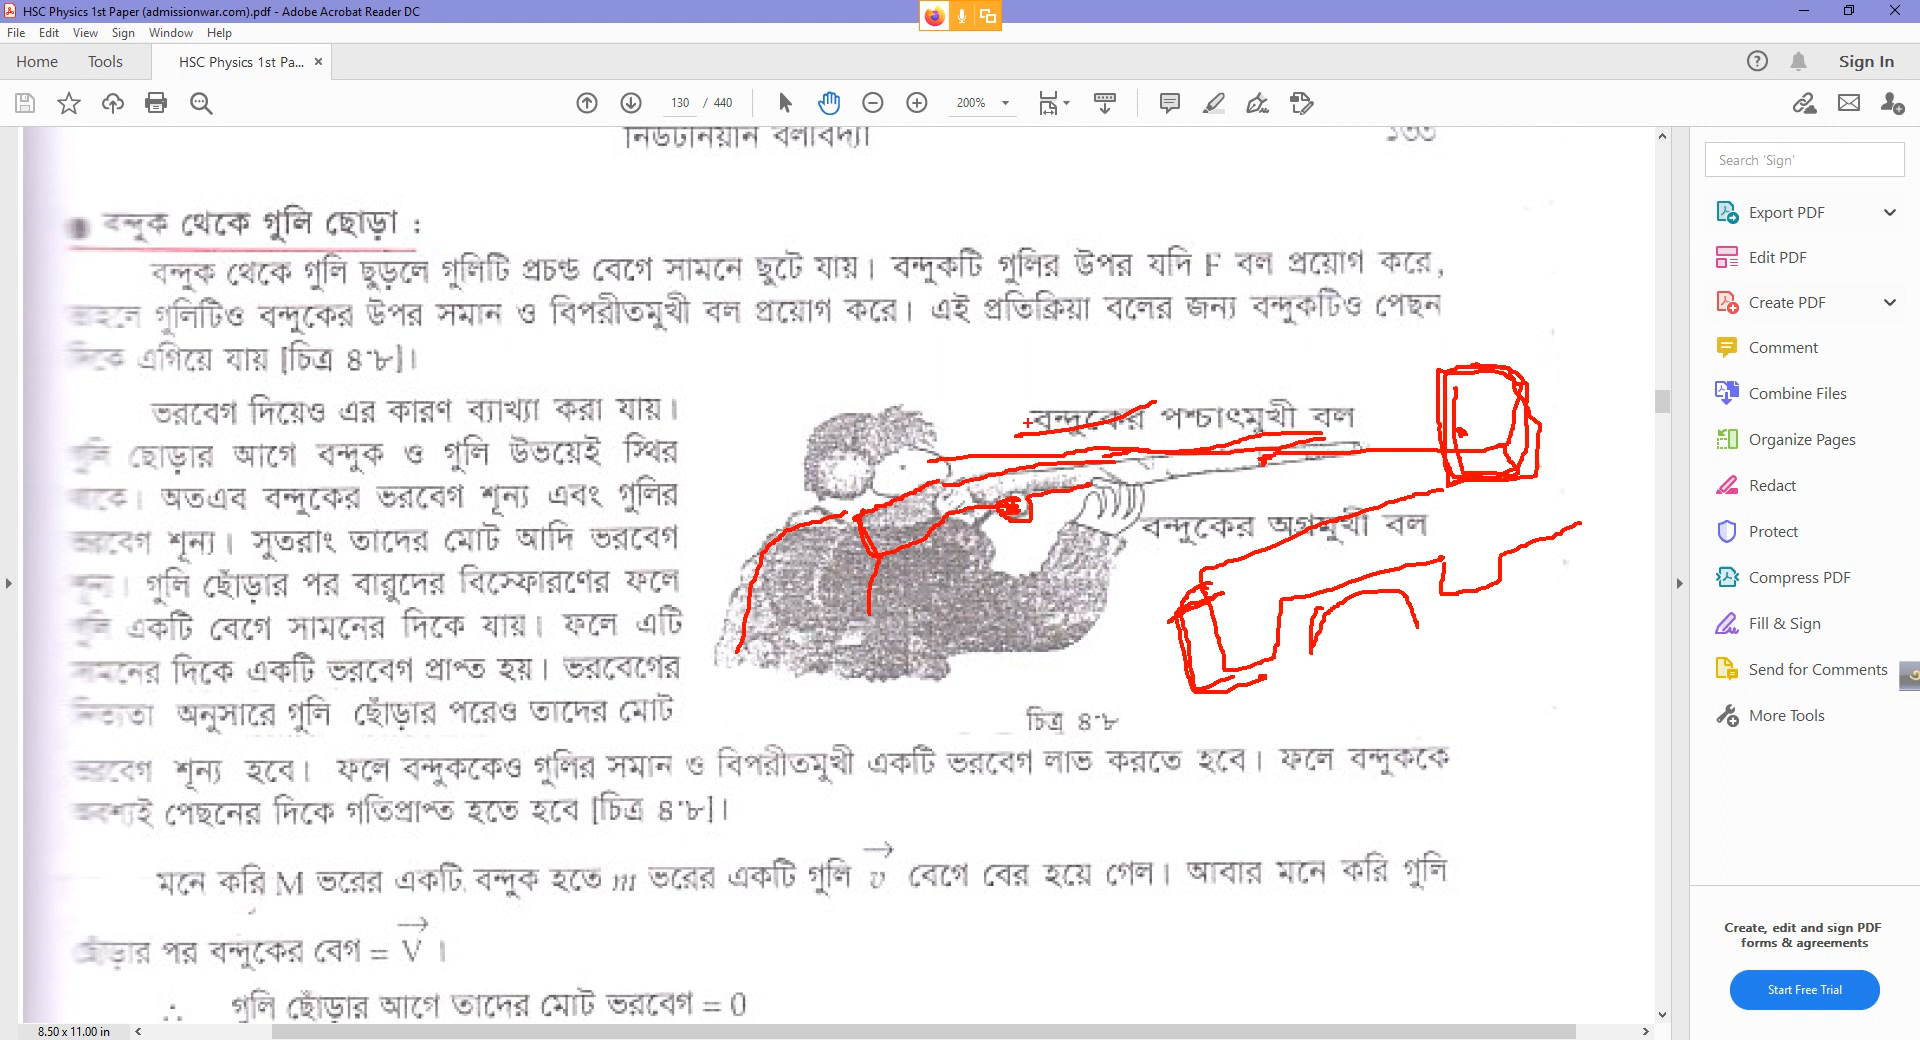 HSC Physics 1st Paper (admissionwar.com).pdf - Adobe Acrobat Reader DC
File Edit View Sign Window Help
Home Tools HSC Physics 1st Pa... ×
Sign In
130 / 440
200%
নিউটনিয়ান বলবিদ্যা ১৩৩
বন্দুক থেকে গুলি ছোড়া :
বন্দুক থেকে গুলি ছুড়লে গুলিটি প্রচণ্ড বেগে সামনে ছুটে যায়। বন্দুকটি গুলির উপর যদি F বল প্রয়োগ করে,
তাহলে গুলিটিও বন্দুকের উপর সমান ও বিপরীতমুখী বল প্রয়োগ করে। এই প্রতিক্রিয়া বলের জন্য বন্দুকটিও পেছন
দিকে এগিয়ে যায় [চিত্র ৪·৮]।
ভরবেগ দিয়েও এর কারণ ব্যাখ্যা করা যায়।
গুলি ছোড়ার আগে বন্দুক ও গুলি উভয়েই স্থির
থাকে। অতএব বন্দুকের ভরবেগ শূন্য এবং গুলির
ভরবেগ শূন্য। সুতরাং তাদের মোট আদি ভরবেগ
শূন্য। গুলি ছোঁড়ার পর বারুদের বিস্ফোরণের ফলে
গুলি একটি বেগে সামনের দিকে যায়। ফলে এটি
সামনের দিকে একটি ভরবেগ প্রাপ্ত হয়। ভরবেগের
নিত্যতা অনুসারে গুলি ছোঁড়ার পরেও তাদের মোট
বন্দুকের পশ্চাৎমুখী বল
বন্দুকের অগ্রমুখী বল
চিত্র ৪·৮
ভরবেগ শূন্য হবে। ফলে বন্দুককেও গুলির সমান ও বিপরীতমুখী একটি ভরবেগ লাভ করতে হবে। ফলে বন্দুককে
অবশ্যই পেছনের দিকে গতিপ্রাপ্ত হতে হবে [চিত্র ৪·৮]।
মনে করি M ভরের একটি বন্দুক হতে m ভরের একটি গুলি v⃗ বেগে বের হয়ে গেল। আবার মনে করি গুলি
ছোঁড়ার পর বন্দুকের বেগ = V⃗ ।
∴ গুলি ছোঁড়ার আগে তাদের মোট ভরবেগ = 0
8.50 x 11.00 in
Search 'Sign'
Export PDF
Edit PDF
Create PDF
Comment
Combine Files
Organize Pages
Redact
Protect
Compress PDF
Fill & Sign
Send for Comments
More Tools
Create, edit and sign PDF
forms & agreements
Start Free Trial